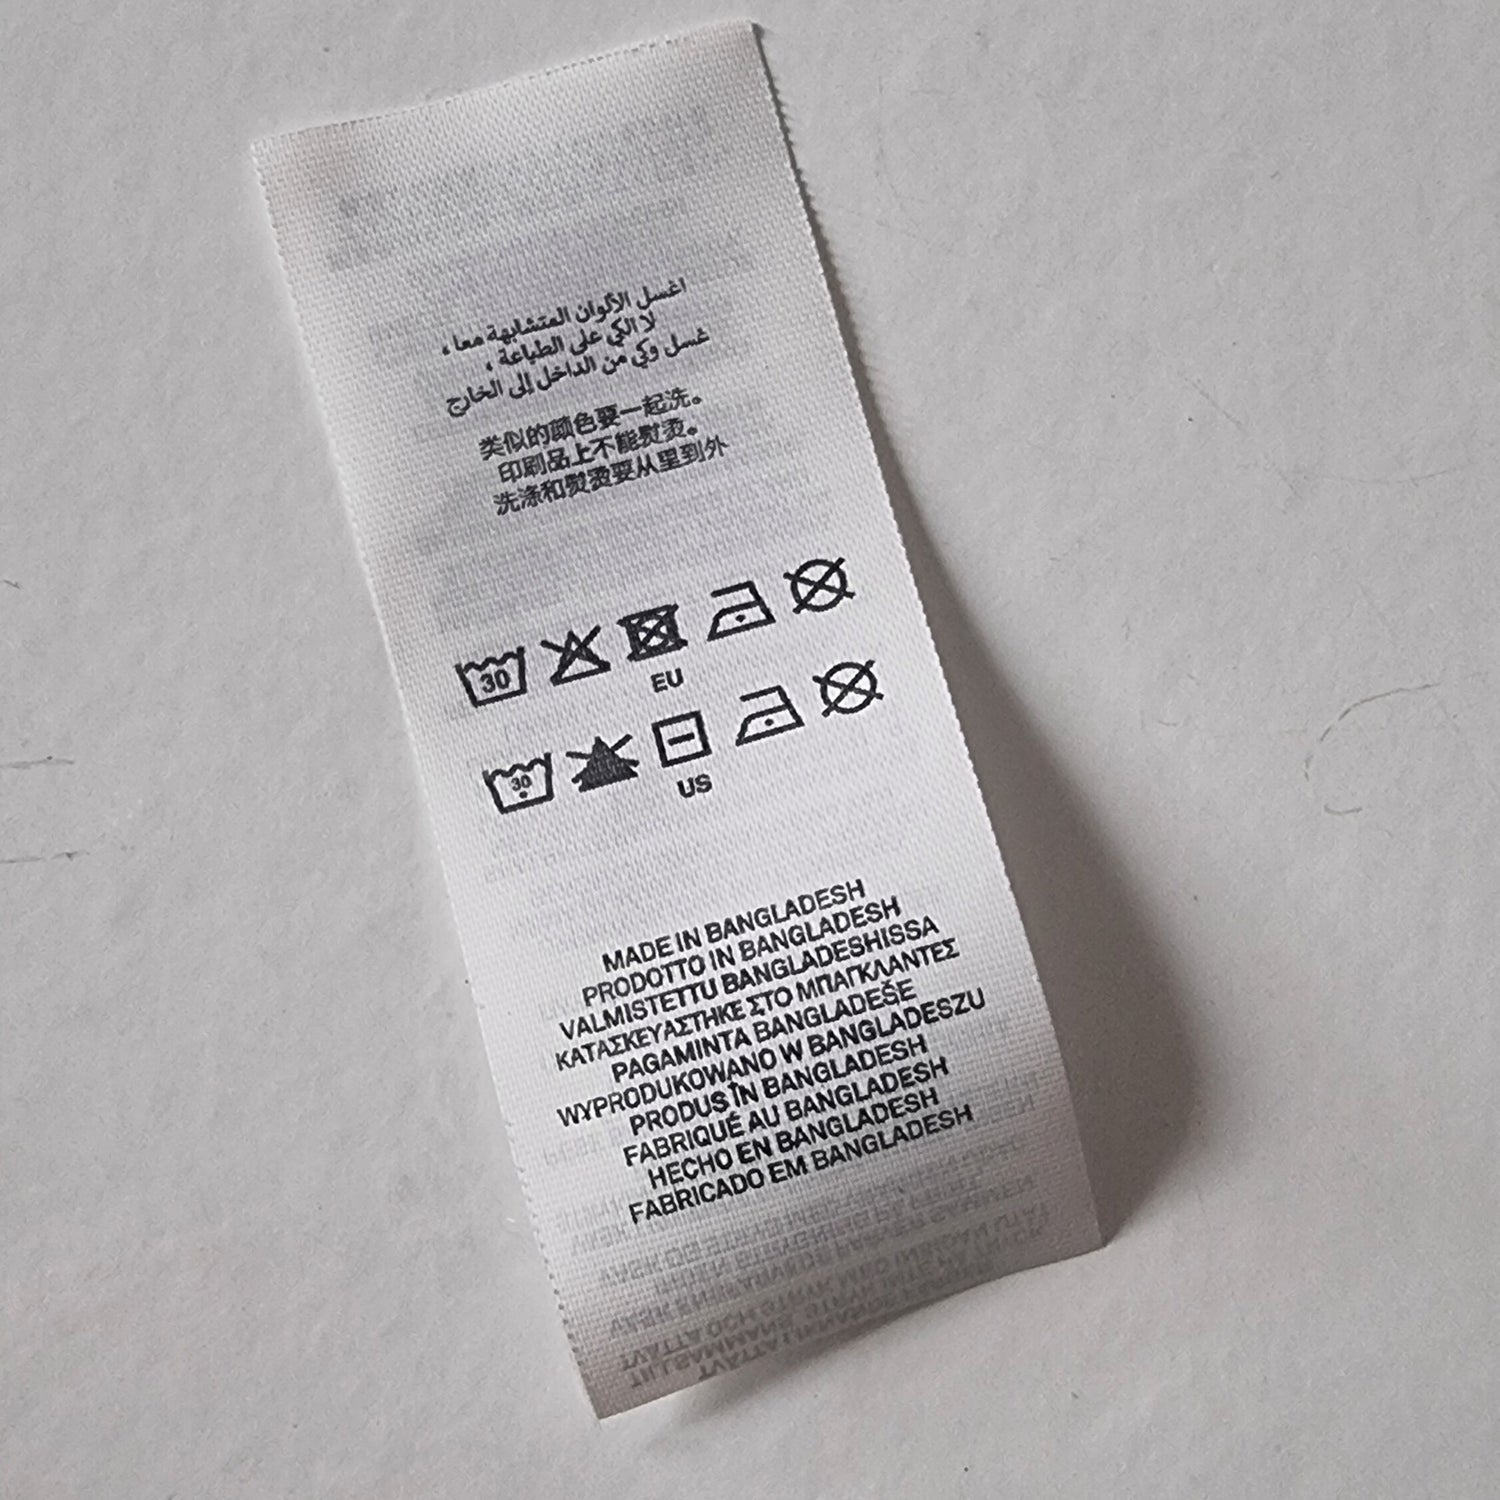 اغسل الألوان المتشابهة معا ،
لا الكي على الطباعة ،
غسل وكي من الداخل إلى الخارج
类似的颜色要一起洗。
印刷品上不能熨烫。
洗涤和熨烫要从里到外
30
EU
30
US
MADE IN BANGLADESH
PRODOTTO IN BANGLADESH
VALMISTETTU BANGLADESHISSA
ΚΑΤΑΣΚΕΥΑΣΤΗΚΕ ΣΤΟ ΜΠΑΓΚΛΑΝΤΕΣ
PAGAMINTA BANGLADEŠE
WYPRODUKOWANO W BANGLADESZU
PRODUS ÎN BANGLADESH
FABRIQUÉ AU BANGLADESH
HECHO EN BANGLADESH
FABRICADO EM BANGLADESH